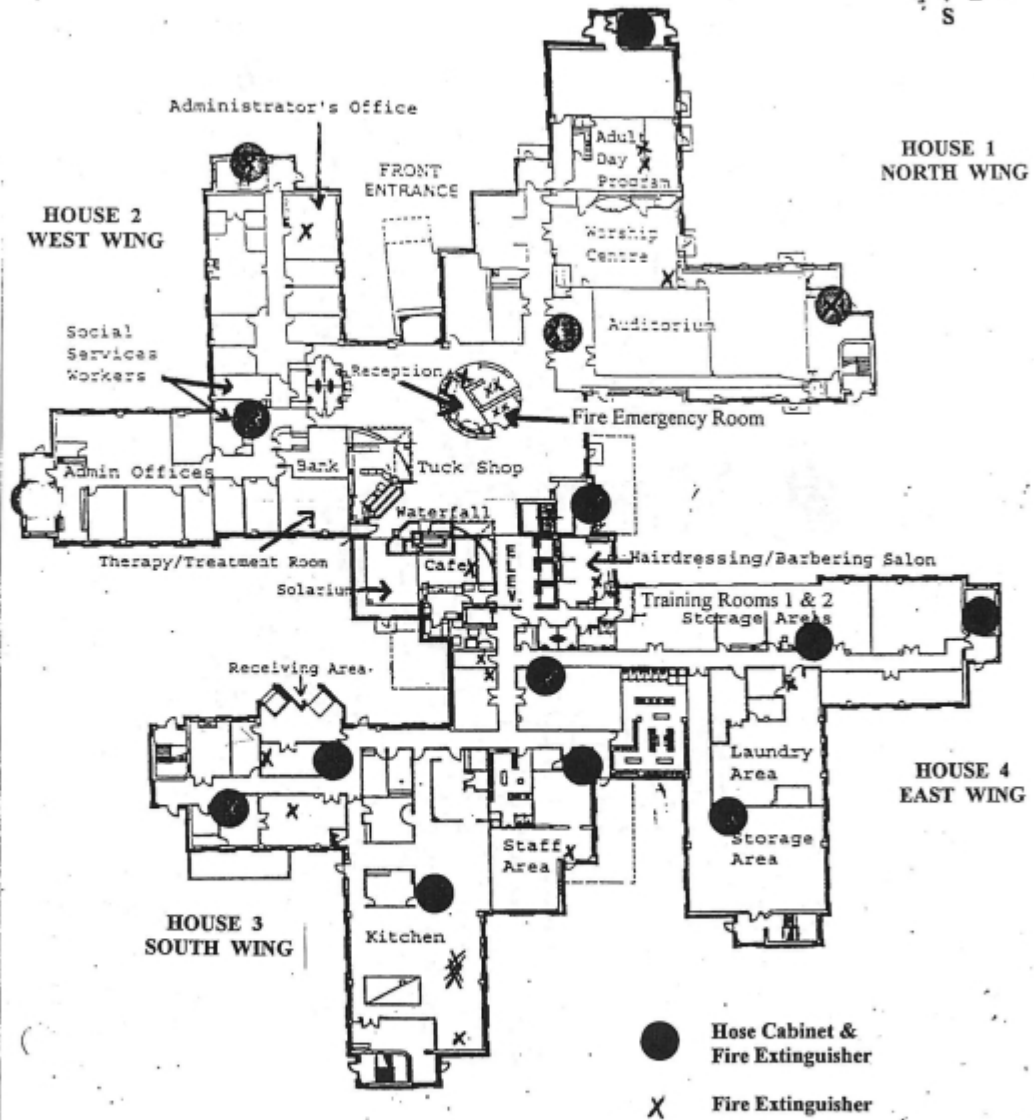 S
Administrator's Office
FRONT
ENTRANCE
Adult
Day
Program
HOUSE 1
NORTH WING
HOUSE 2
WEST WING
Worship
Centre
Auditorium
Social
Services
Workers
Reception
Fire Emergency Room
Admin Offices
Bank
Tuck Shop
Waterfall
Therapy/Treatment Room
Cafe
ELEV
Hairdressing/Barbering Salon
Solarium
Training Rooms 1 & 2
Storage Areas
Receiving Area
Laundry
Area
HOUSE 4
EAST WING
Storage
Area
Staff
Area
HOUSE 3
SOUTH WING
Kitchen
Hose Cabinet &
Fire Extinguisher
X Fire Extinguisher